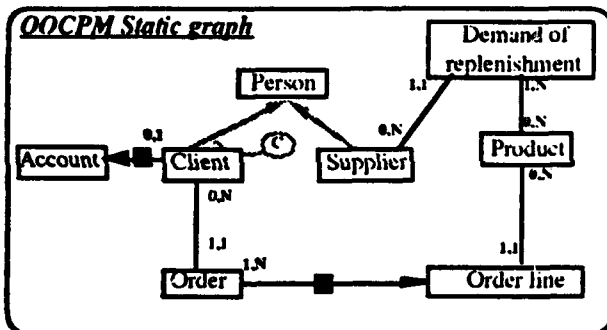 OOCPM Static graph
Demand of
replenishment
Person
1,1
1,N
0,1
C
0,N
0,N
Account
Client
Supplier
Product
0,N
0,N
1,1
1,1
1,N
Order
Order line